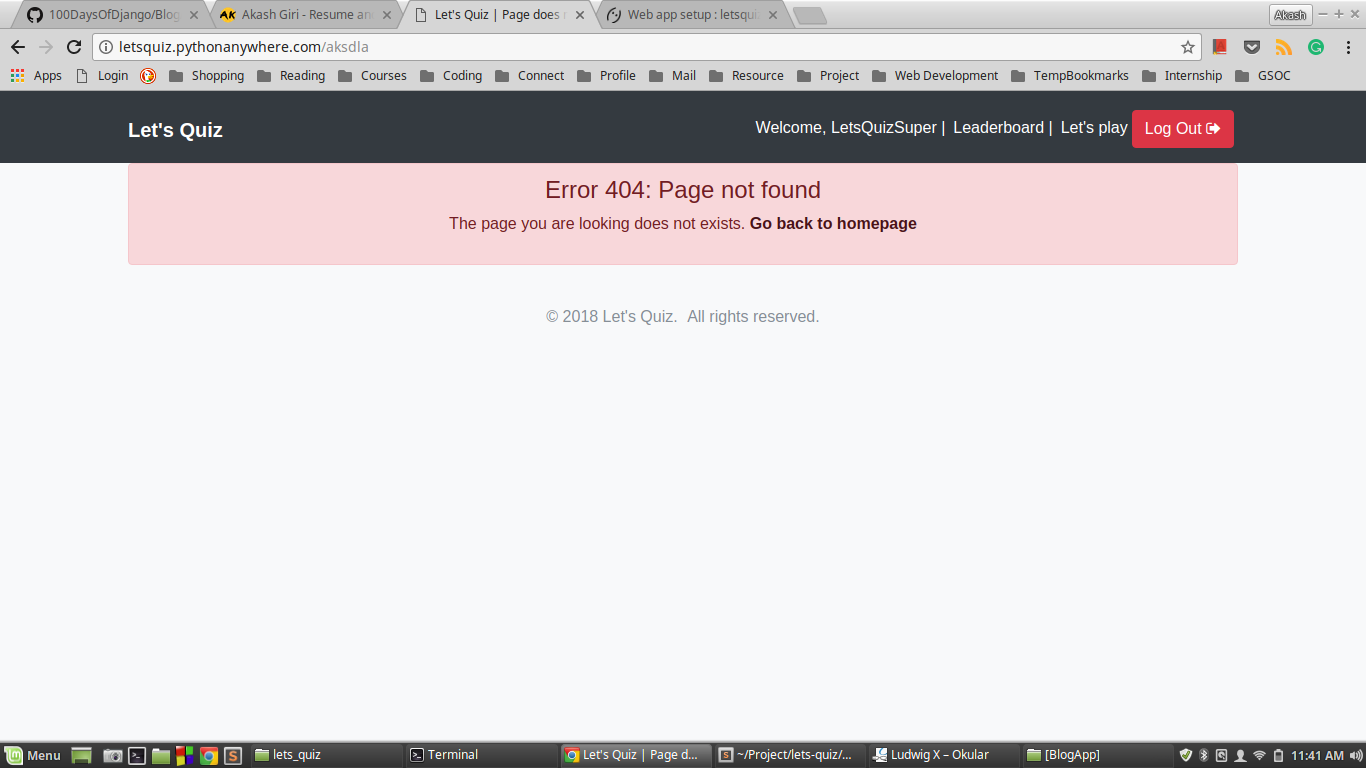 100DaysOfDjango/Blog
Akash Giri - Resume an
Let's Quiz | Page does
Web app setup : letsqui
Akash
letsquiz.pythonanywhere.com/aksdla
Apps
Login
Shopping
Reading
Courses
Coding
Connect
Profile
Mail
Resource
Project
Web Development
TempBookmarks
Internship
GSOC
Let's Quiz
Welcome, LetsQuizSuper | Leaderboard | Let's play
Log Out
Error 404: Page not found
The page you are looking does not exists. Go back to homepage
© 2018 Let's Quiz. All rights reserved.
Menu
lets_quiz
Terminal
Let's Quiz | Page d...
~/Project/lets-quiz/...
Ludwig X – Okular
[BlogApp]
11:41 AM